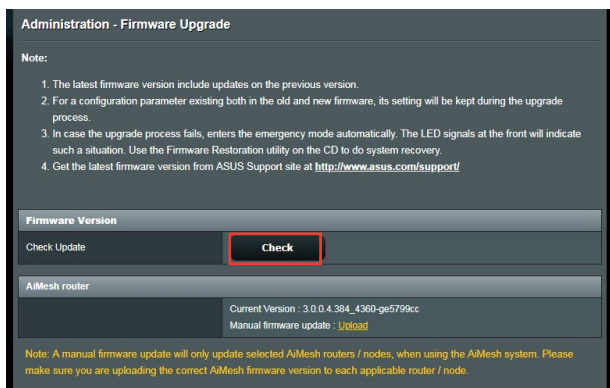 Administration - Firmware Upgrade
Note:
1. The latest firmware version include updates on the previous version.
2. For a configuration parameter existing both in the old and new firmware, its setting will be kept during the upgrade
process.
3. In case the upgrade process fails, enters the emergency mode automatically. The LED signals at the front will indicate
such a situation. Use the Firmware Restoration utility on the CD to do system recovery.
4. Get the latest firmware version from ASUS Support site at http://www.asus.com/support/
Firmware Version
Check Update
Check
AiMesh router
Current Version : 3.0.0.4.384_4360-ge5799cc
Manual firmware update : Upload
Note: A manual firmware update will only update selected AiMesh routers / nodes, when using the AiMesh system. Please
make sure you are uploading the correct AiMesh firmware version to each applicable router / node.